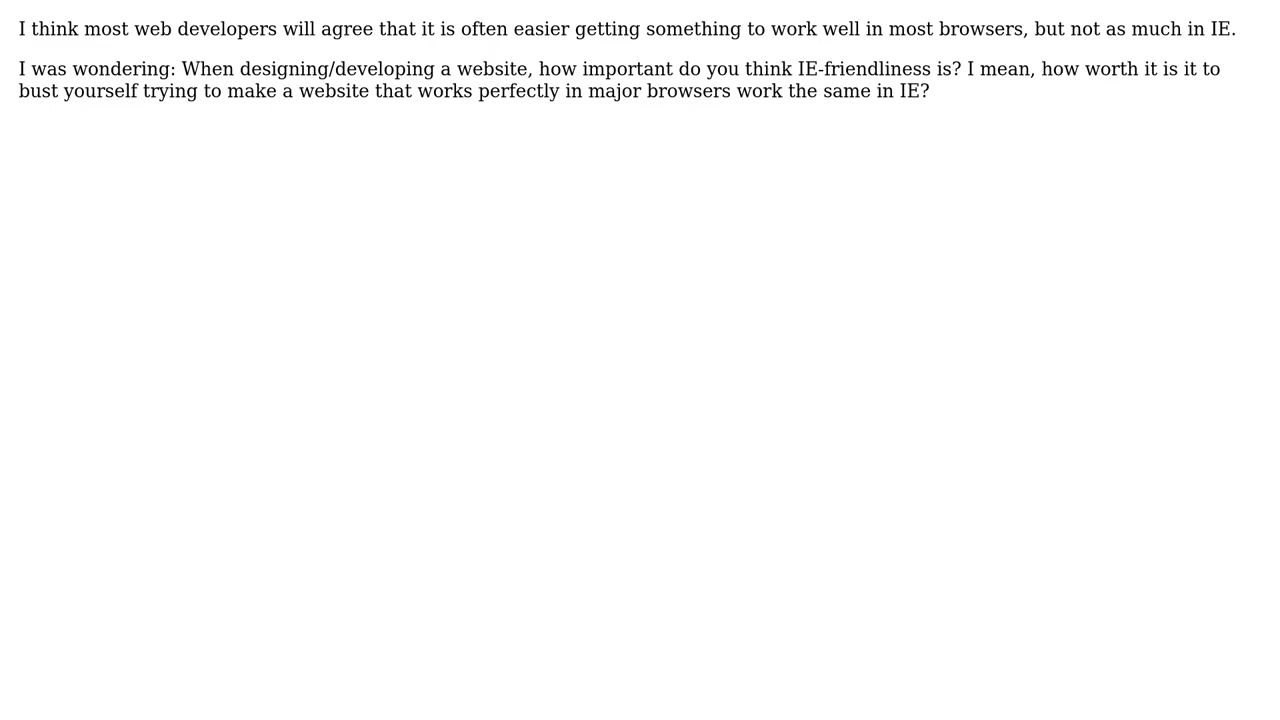 I think most web developers will agree that it is often easier getting something to work well in most browsers, but not as much in IE.
I was wondering: When designing/developing a website, how important do you think IE-friendliness is? I mean, how worth it is it to
bust yourself trying to make a website that works perfectly in major browsers work the same in IE?